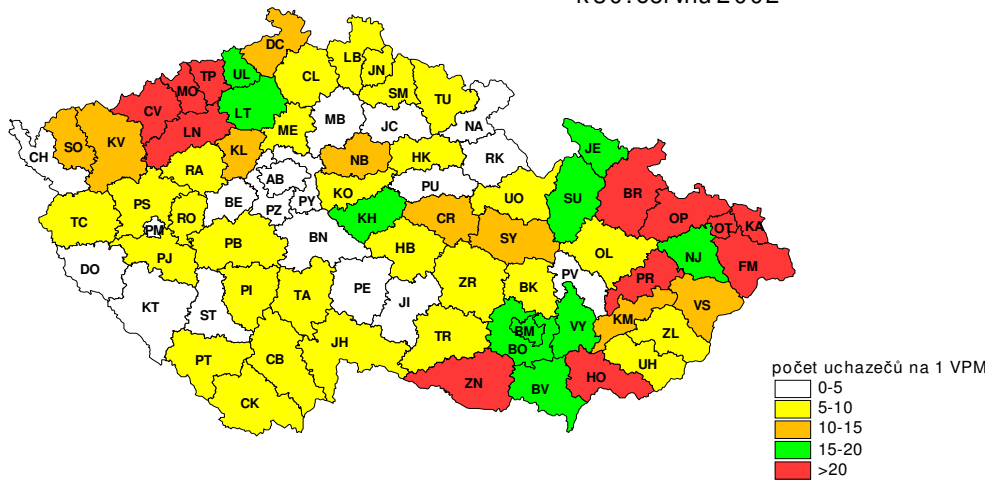 k 30. červnu 2002
DC
LB
JN
TP
UL
CL
MO
SM
TU
CV
LT
MB
JC
NA
LN
ME
CH
SO
KV
KL
NB
HK
RK
JE
RA
AB
BR
BE
PZ
PY
KO
PU
UO
SU
TC
PS
RO
PM
KH
CR
OP
OT
KA
PB
BN
SY
HB
OL
NJ
FM
DO
PJ
PV
PR
KT
ST
PI
TA
PE
JI
ZR
BK
VS
KM
ZL
PT
CB
JH
TR
BM
BO
VY
UH
CK
ZN
BV
HO
počet uchazečů na 1 VPM
0-5
5-10
10-15
15-20
>20